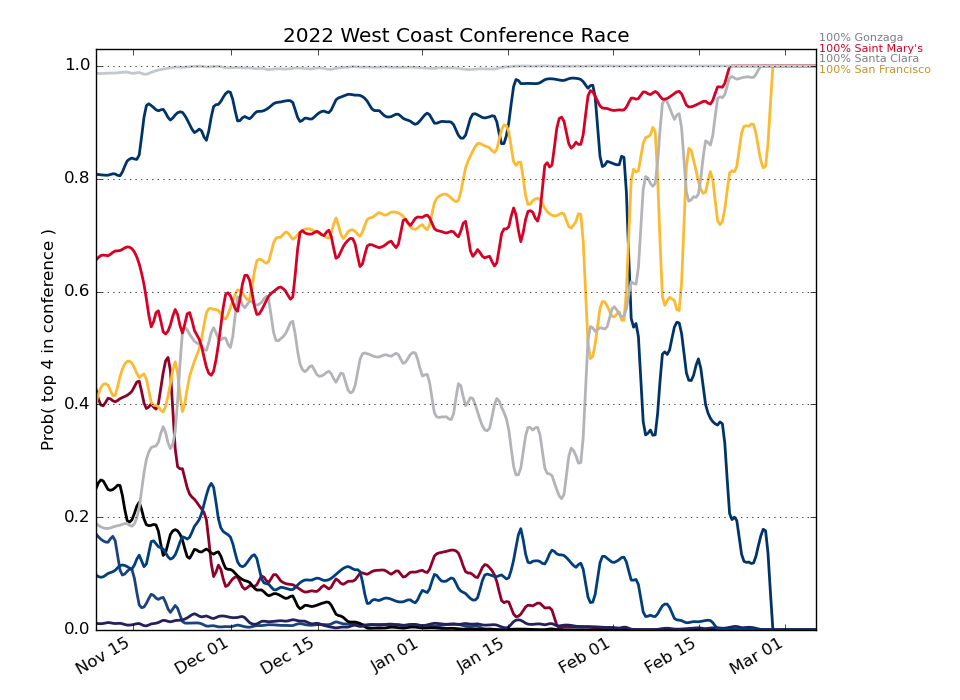 2022 West Coast Conference Race
100% Gonzaga
100% Saint Mary's
100% Santa Clara
100% San Francisco
Prob( top 4 in conference )
1.0
0.8
0.6
0.4
0.2
0.0
Nov 15
Dec 01
Dec 15
Jan 01
Jan 15
Feb 01
Feb 15
Mar 01